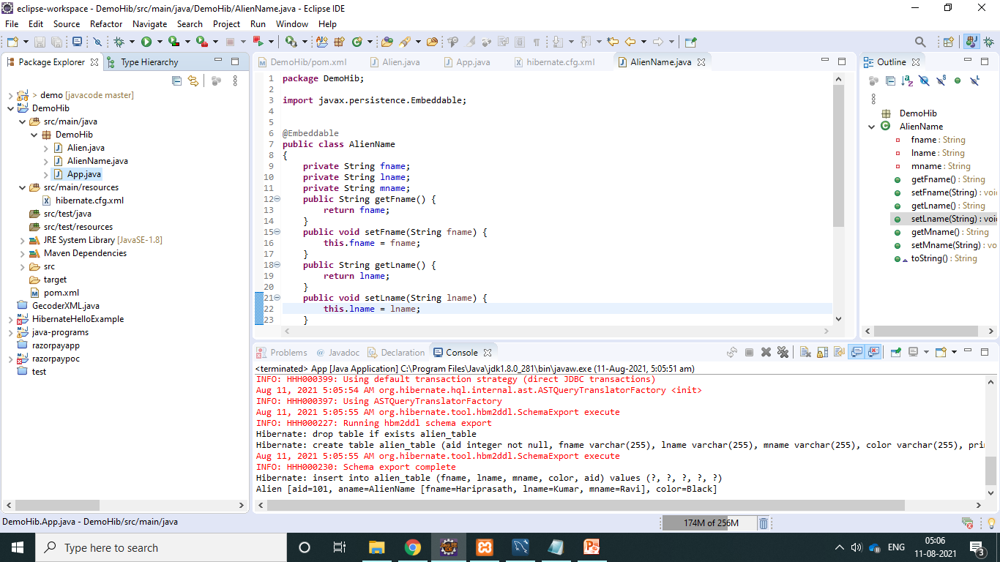 eclipse-workspace - DemoHib/src/main/java/DemoHib/AlienName.java - Eclipse IDE
File Edit Source Refactor Navigate Search Project Run Window Help
Package Explorer Type Hierarchy
> demo [javacode master]
DemoHib
src/main/java
DemoHib
Alien.java
AlienName.java
App.java
src/main/resources
hibernate.cfg.xml
src/test/java
src/test/resources
JRE System Library [JavaSE-1.8]
Maven Dependencies
src
target
pom.xml
GecoderXML.java
HibernateHelloExample
java-programs
razorpayapp
razorpaypoc
test
DemoHib/pom.xml Alien.java App.java hibernate.cfg.xml AlienName.java
1 package DemoHib;
2
3 import javax.persistence.Embeddable;
4
5
6 @Embeddable
7 public class AlienName
8 {
9 private String fname;
10 private String lname;
11 private String mname;
12 public String getFname() {
13 return fname;
14 }
15 public void setFname(String fname) {
16 this.fname = fname;
17 }
18 public String getLname() {
19 return lname;
20 }
21 public void setLname(String lname) {
22 this.lname = lname;
23 }
Outline
DemoHib
AlienName
fname : String
lname : String
mname : String
getFname() : String
setFname(String) : voi
getLname() : String
setLname(String) : voi
getMname() : String
setMname(String) : vo
toString() : String
Problems @ Javadoc Declaration Console
<terminated> App [Java Application] C:\Program Files\Java\jdk1.8.0_281\bin\javaw.exe (11-Aug-2021, 5:05:51 am)
INFO: HHH000399: Using default transaction strategy (direct JDBC transactions)
Aug 11, 2021 5:05:54 AM org.hibernate.hql.internal.ast.ASTQueryTranslatorFactory <init>
INFO: HHH000397: Using ASTQueryTranslatorFactory
Aug 11, 2021 5:05:55 AM org.hibernate.tool.hbm2ddl.SchemaExport execute
INFO: HHH000227: Running hbm2ddl schema export
Hibernate: drop table if exists alien_table
Hibernate: create table alien_table (aid integer not null, fname varchar(255), lname varchar(255), mname varchar(255), color varchar(255), pri
Aug 11, 2021 5:05:55 AM org.hibernate.tool.hbm2ddl.SchemaExport execute
INFO: HHH000230: Schema export complete
Hibernate: insert into alien_table (fname, lname, mname, color, aid) values (?, ?, ?, ?, ?)
Alien [aid=101, aname=AlienName [fname=Hariprasath, lname=Kumar, mname=Ravi], color=Black]
DemoHib.App.java - DemoHib/src/main/java
174M of 256M
Type here to search
ENG
05:06
11-08-2021
3